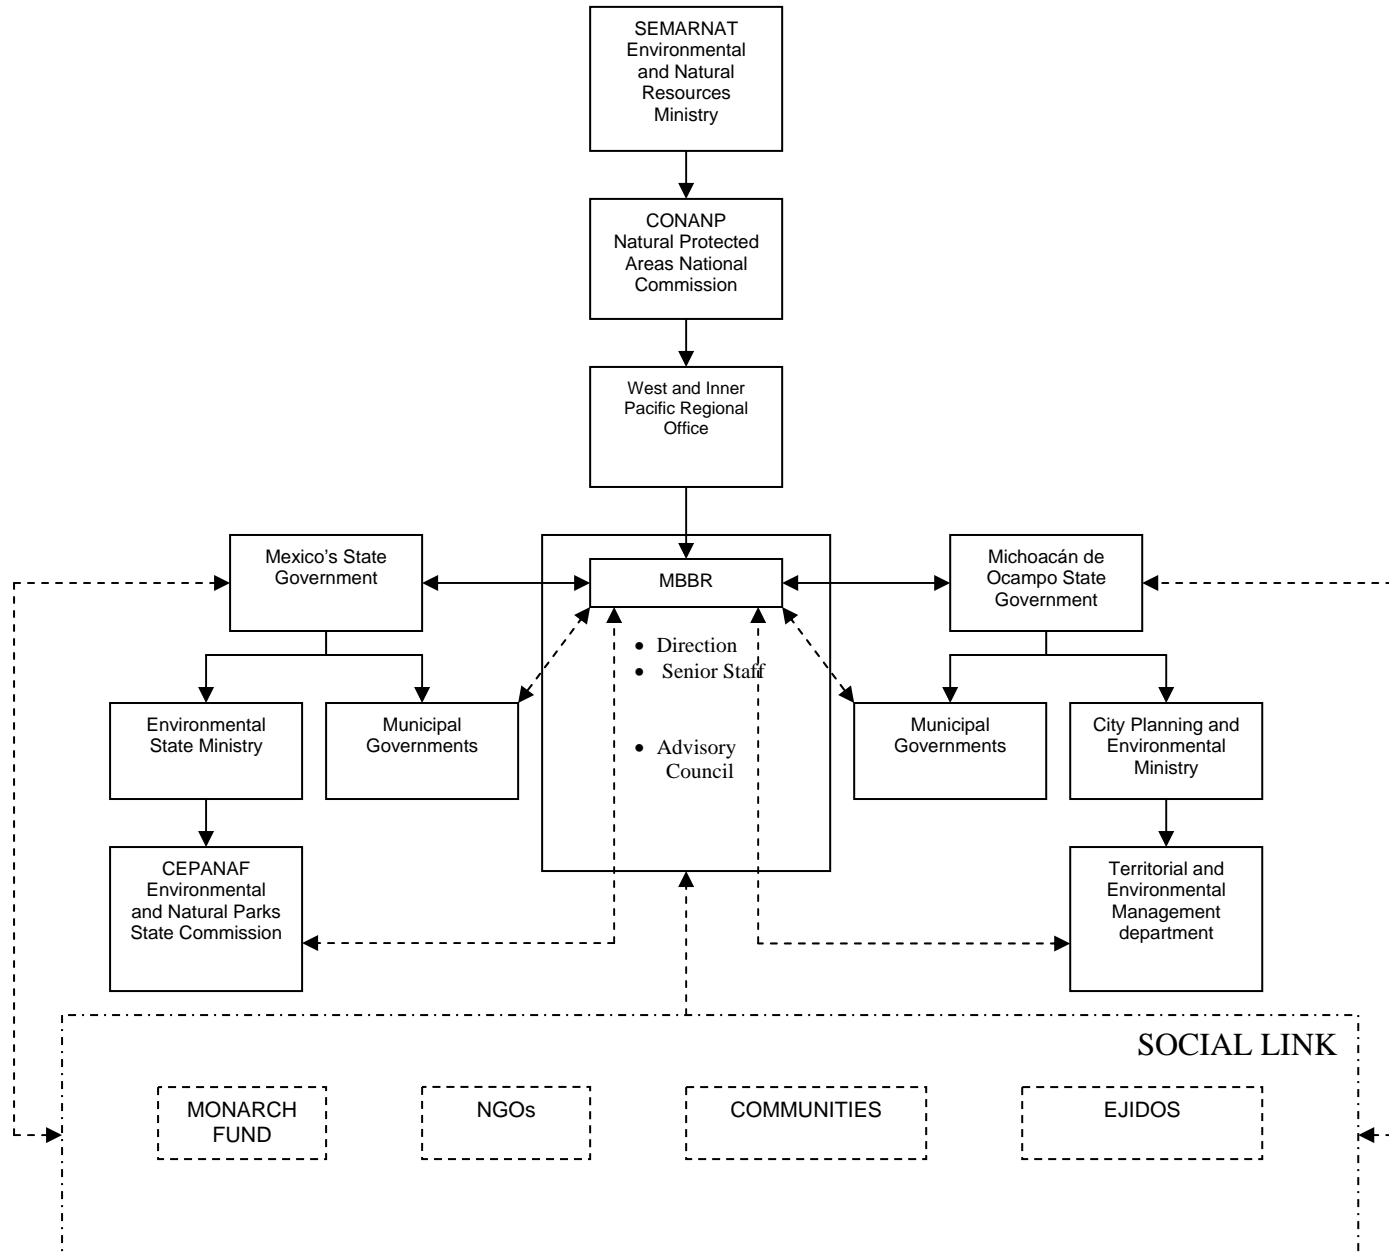 SEMARNAT
Environmental
and Natural
Resources
Ministry
CONANP
Natural Protected
Areas National
Commission
West and Inner
Pacific Regional
Office
Mexico’s State
Government
MBBR
Michoacán de
Ocampo State
Government
• Direction
• Senior Staff
• Advisory
Council
Environmental
State Ministry
Municipal
Governments
Municipal
Governments
City Planning and
Environmental
Ministry
CEPANAF
Environmental
and Natural Parks
State Commission
Territorial and
Environmental
Management
department
SOCIAL LINK
MONARCH
FUND
NGOs
COMMUNITIES
EJIDOS